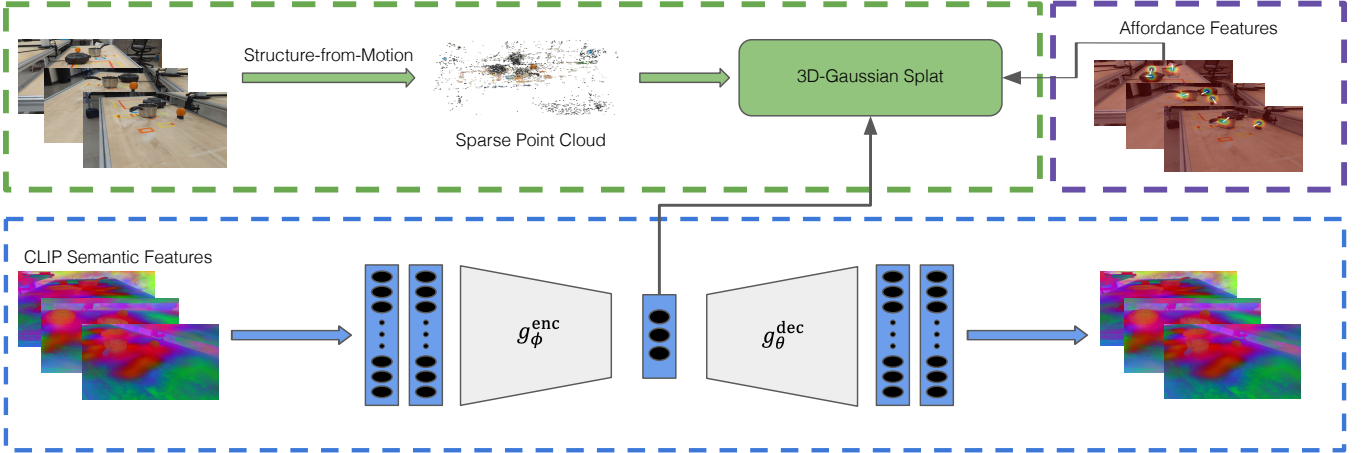 Structure-from-Motion
Sparse Point Cloud
3D-Gaussian Splat
Affordance Features
CLIP Semantic Features
g_ϕ^enc
g_θ^dec